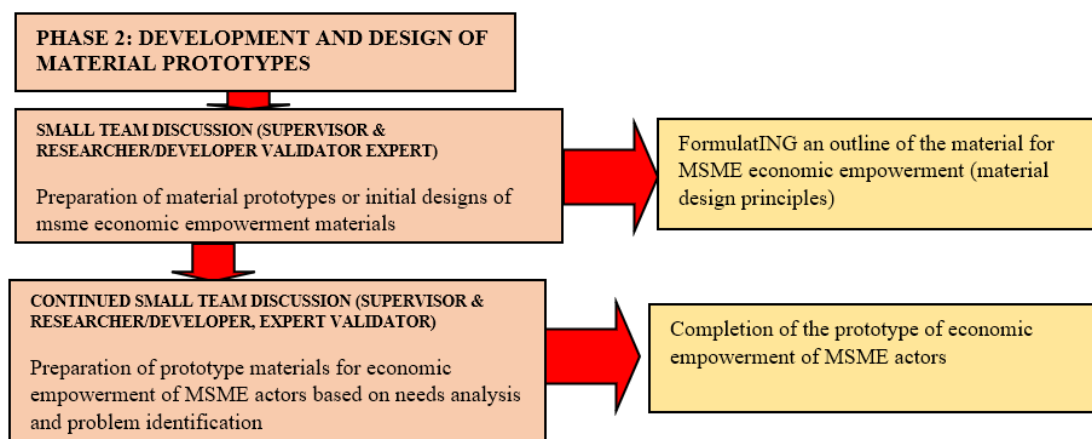 PHASE 2: DEVELOPMENT AND DESIGN OF
MATERIAL PROTOTYPES
SMALL TEAM DISCUSSION (SUPERVISOR &
RESEARCHER/DEVELOPER VALIDATOR EXPERT)
Preparation of material prototypes or initial designs of
msme economic empowerment materials
FormulatING an outline of the material for
MSME economic empowerment (material
design principles)
CONTINUED SMALL TEAM DISCUSSION (SUPERVISOR &
RESEARCHER/DEVELOPER, EXPERT VALIDATOR)
Preparation of prototype materials for economic
empowerment of MSME actors based on needs analysis
and problem identification
Completion of the prototype of economic
empowerment of MSME actors